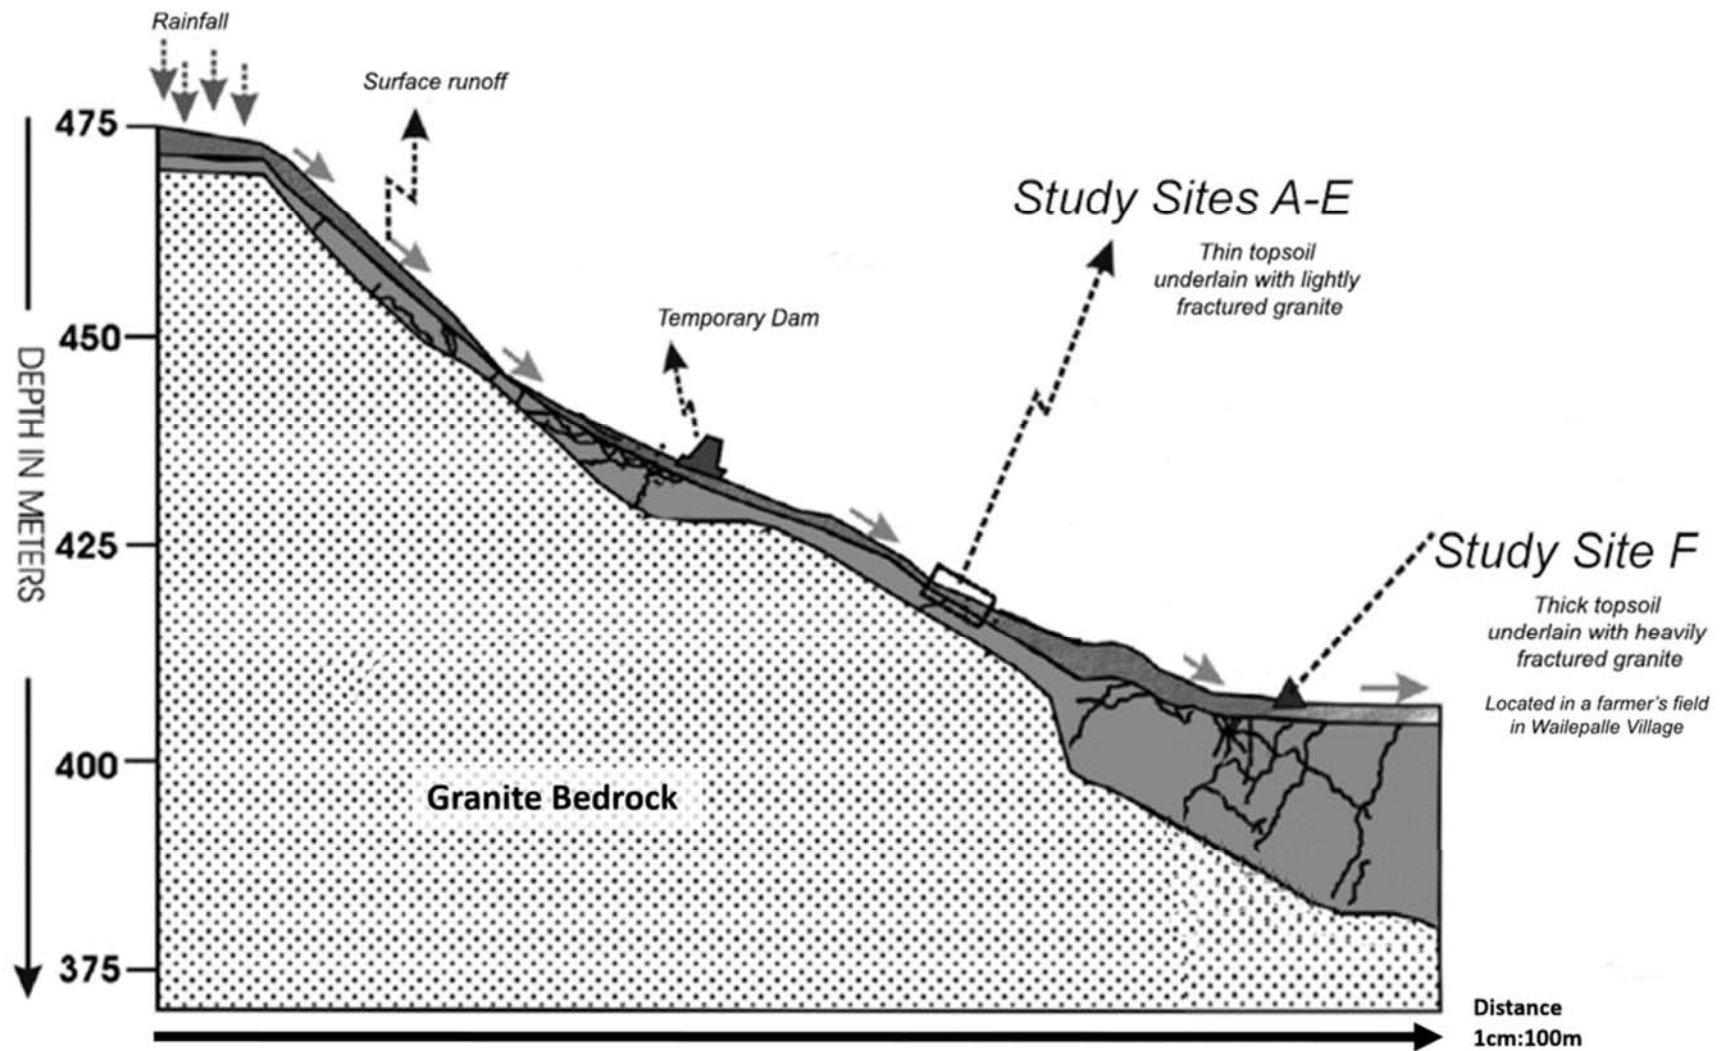 Rainfall
Surface runoff
475
450
425
400
375
DEPTH IN METERS
Temporary Dam
Study Sites A-E
Thin topsoil
underlain with lightly
fractured granite
Study Site F
Thick topsoil
underlain with heavily
fractured granite
Located in a farmer's field
in Wailepalle Village
Granite Bedrock
Distance
1cm:100m